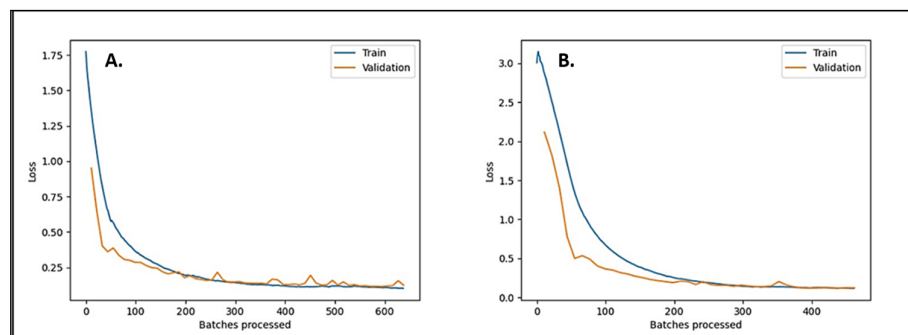 A.
Train
Validation
1.75
1.50
1.25
1.00
0.75
0.50
0.25
Loss
0
100
200
300
400
500
600
Batches processed
B.
Train
Validation
3.0
2.5
2.0
1.5
1.0
0.5
0.0
Loss
0
100
200
300
400
Batches processed